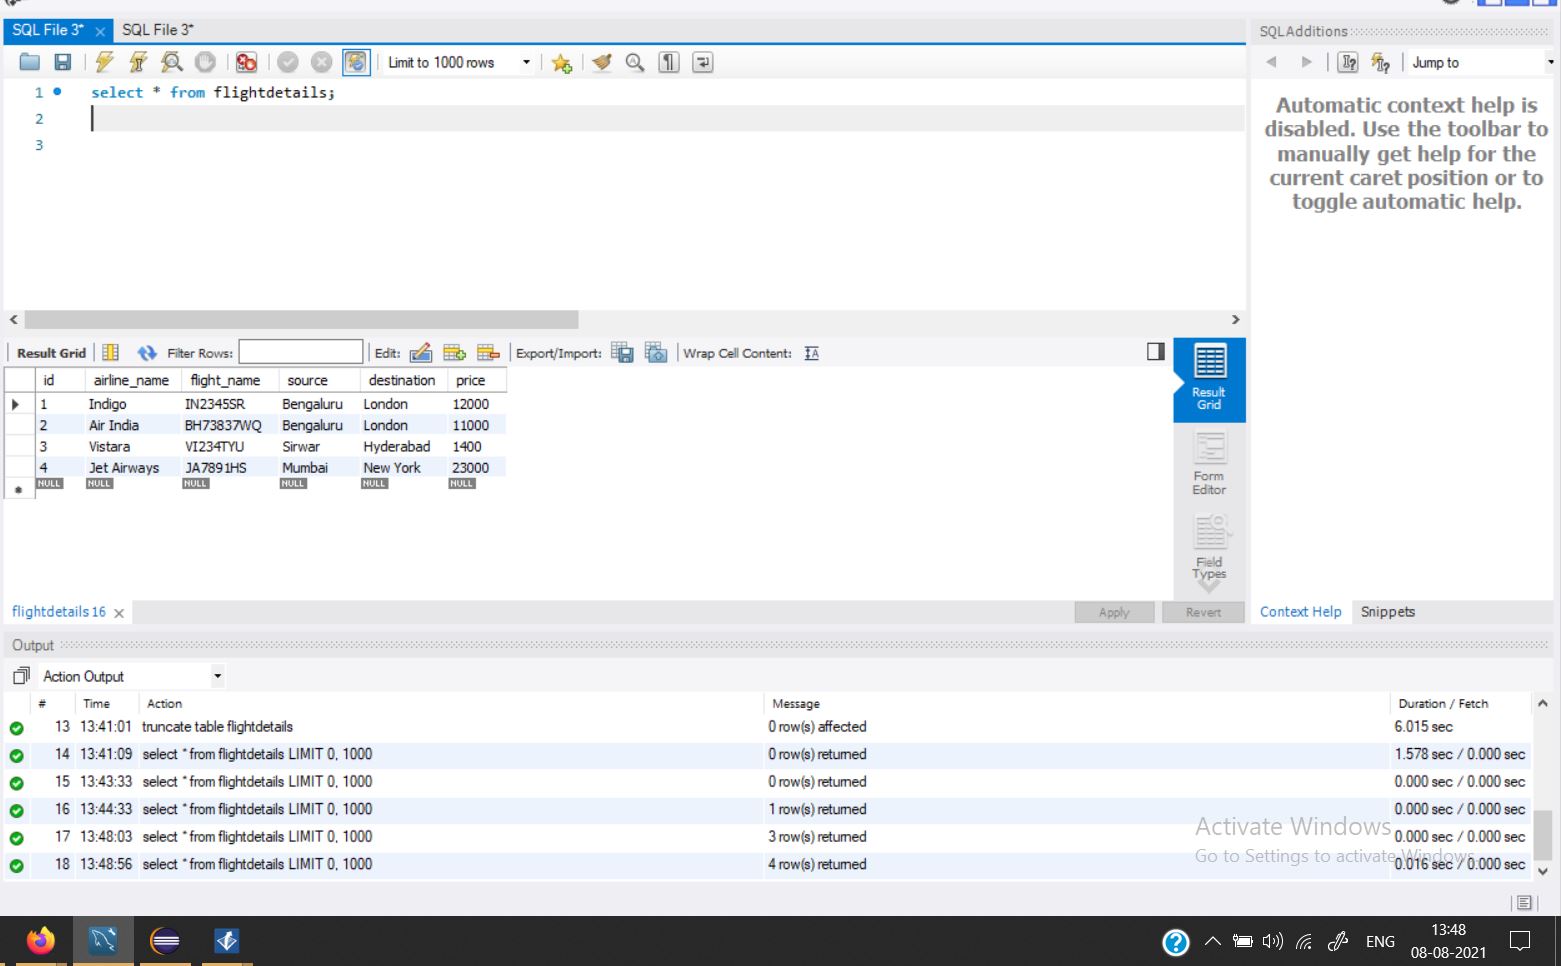 SQL File 3* × SQL File 3*
SQLAdditions
Limit to 1000 rows
Jump to
1 select * from flightdetails;
2
3
Automatic context help is
disabled. Use the toolbar to
manually get help for the
current caret position or to
toggle automatic help.
Result Grid Filter Rows: Edit: Export/Import: Wrap Cell Content: IA
id airline_name flight_name source destination price
1 Indigo IN2345SR Bengaluru London 12000
2 Air India BH73837WQ Bengaluru London 11000
3 Vistara VI234TYU Sirwar Hyderabad 1400
4 Jet Airways JA7891HS Mumbai New York 23000
NULL NULL NULL NULL NULL NULL
Result
Grid
Form
Editor
Field
Types
flightdetails 16 ×
Apply Revert
Context Help Snippets
Output
Action Output
# Time Action Message Duration / Fetch
13 13:41:01 truncate table flightdetails 0 row(s) affected 6.015 sec
14 13:41:09 select * from flightdetails LIMIT 0, 1000 0 row(s) returned 1.578 sec / 0.000 sec
15 13:43:33 select * from flightdetails LIMIT 0, 1000 0 row(s) returned 0.000 sec / 0.000 sec
16 13:44:33 select * from flightdetails LIMIT 0, 1000 1 row(s) returned 0.000 sec / 0.000 sec
17 13:48:03 select * from flightdetails LIMIT 0, 1000 3 row(s) returned 0.000 sec / 0.000 sec
18 13:48:56 select * from flightdetails LIMIT 0, 1000 4 row(s) returned 0.016 sec / 0.000 sec
Activate Windows
Go to Settings to activate Windows.
ENG
13:48
08-08-2021